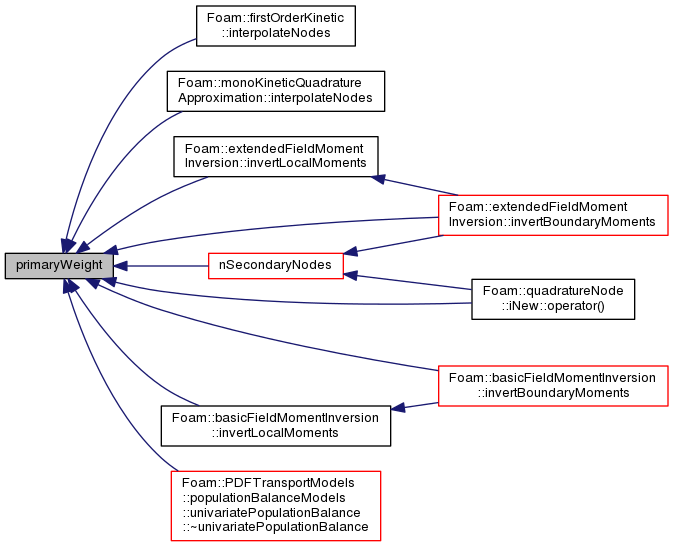 Foam::firstOrderKinetic
::interpolateNodes
Foam::monoKineticQuadrature
Approximation::interpolateNodes
Foam::extendedFieldMoment
Inversion::invertLocalMoments
Foam::extendedFieldMoment
Inversion::invertBoundaryMoments
primaryWeight
nSecondaryNodes
Foam::quadratureNode
::iNew::operator()
Foam::basicFieldMomentInversion
::invertBoundaryMoments
Foam::basicFieldMomentInversion
::invertLocalMoments
Foam::PDFTransportModels
::populationBalanceModels
::univariatePopulationBalance
::~univariatePopulationBalance